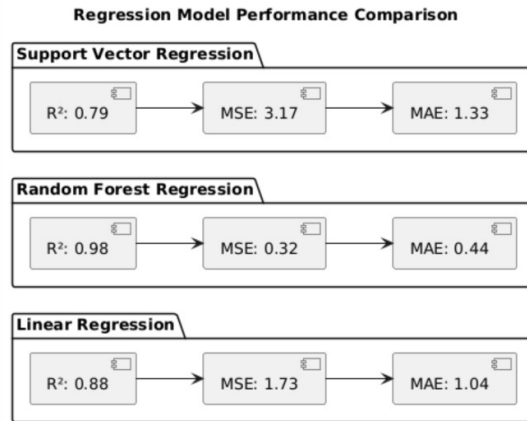 Regression Model Performance Comparison
Support Vector Regression
R²: 0.79 MSE: 3.17 MAE: 1.33
Random Forest Regression
R²: 0.98 MSE: 0.32 MAE: 0.44
Linear Regression
R²: 0.88 MSE: 1.73 MAE: 1.04